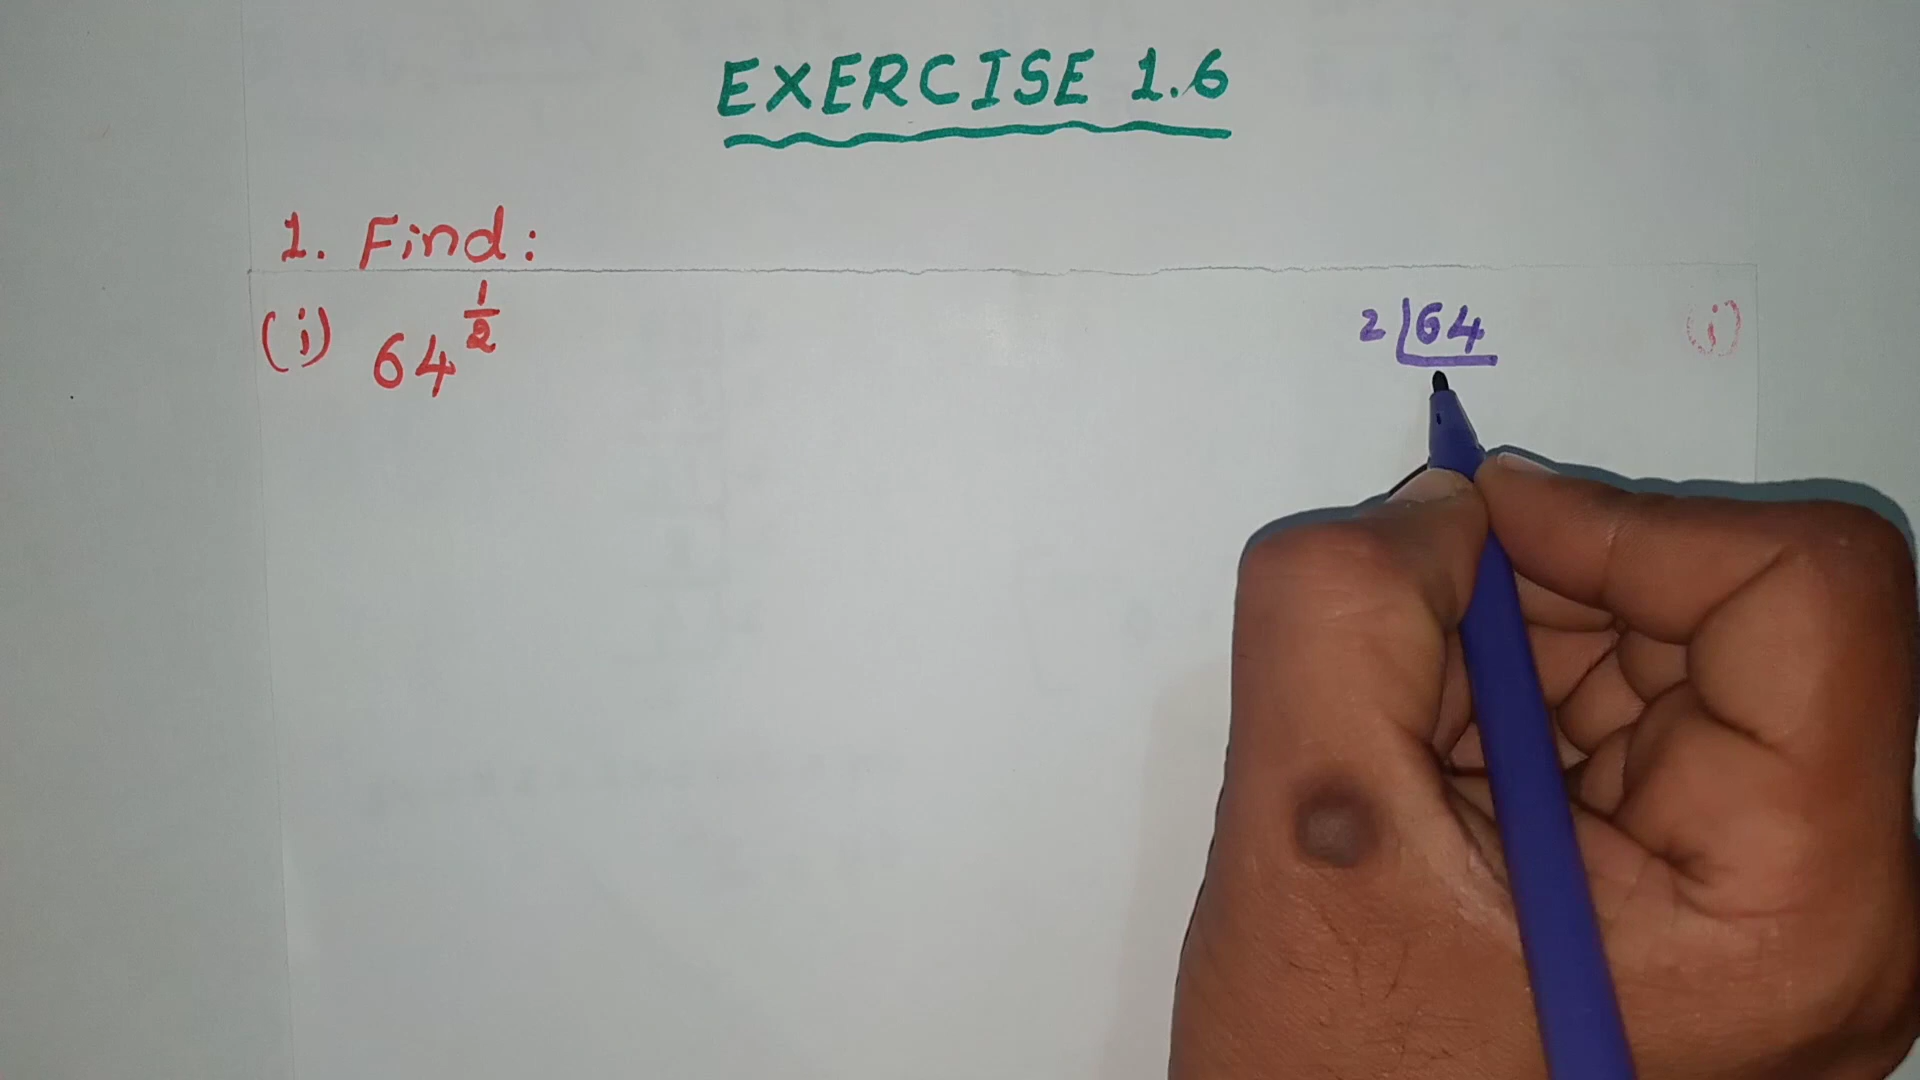 EXERCISE 1.6
1. Find:
(i) 64^{1/2}
2 | 64
(i)